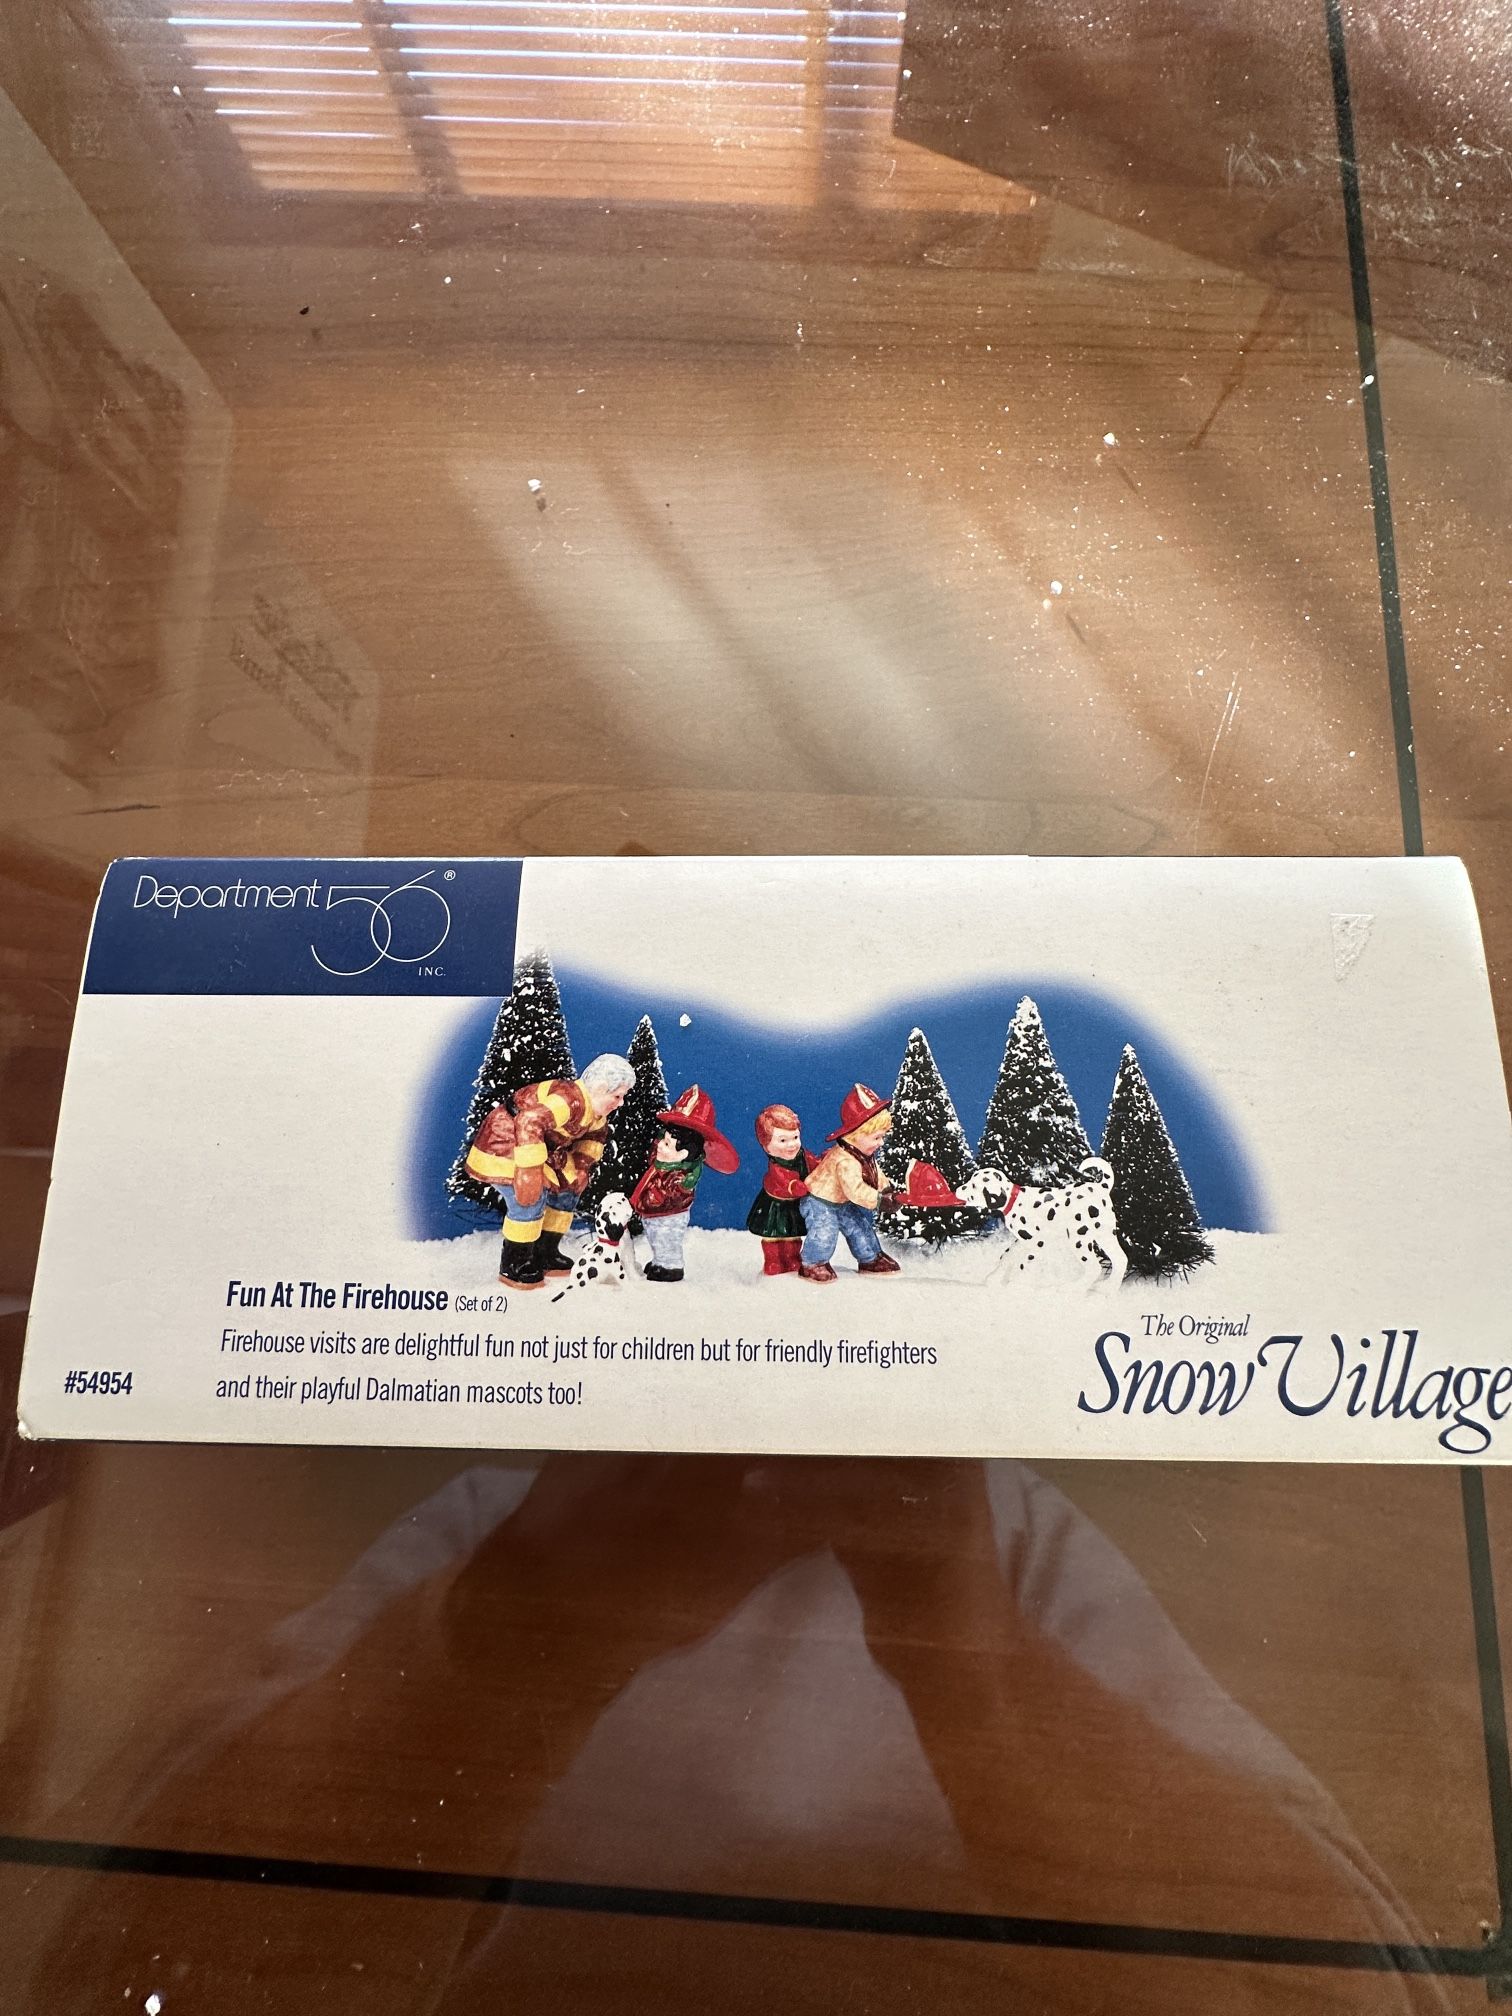 Department 56®
INC.
Fun At The Firehouse (Set of 2)
Firehouse visits are delightful fun not just for children but for friendly firefighters
and their playful Dalmatian mascots too!
#54954
The Original
Snow Village